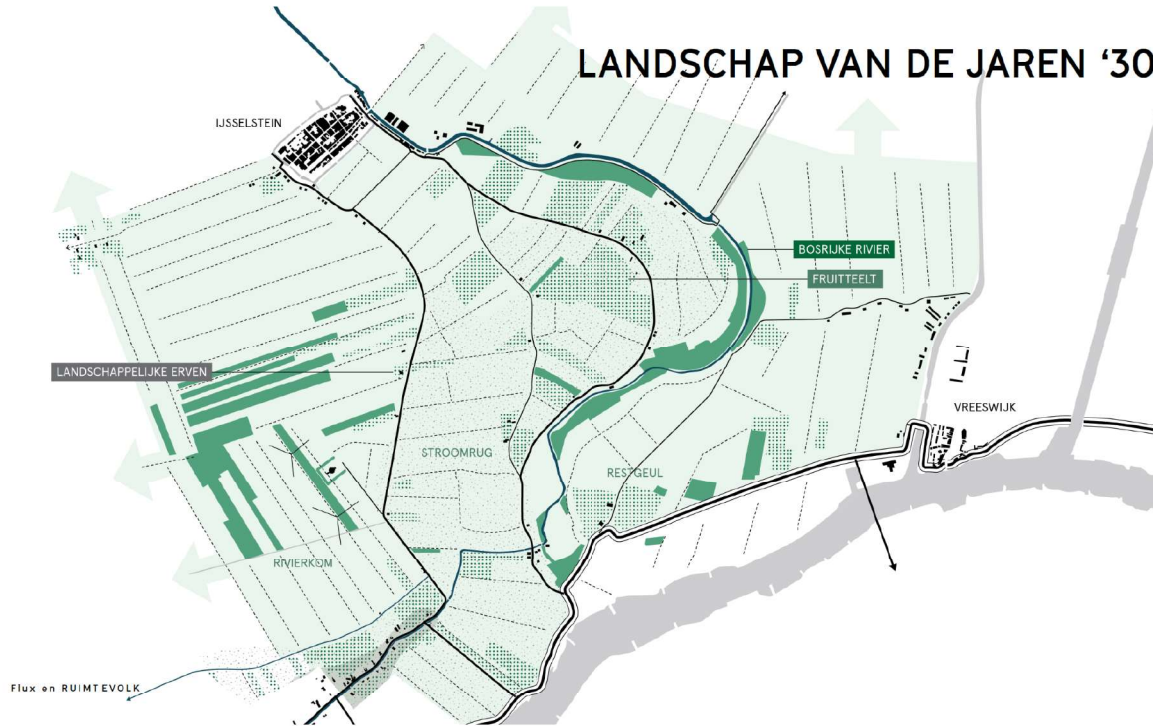 LANDSCHAP VAN DE JAREN ‘30
IJSSELSTEIN
BOSRIJKE RIVIER
FRUITTEELT
LANDSCHAPPELIJKE ERVEN
VREESWIJK
STROOMRUG
RESTGEUL
RIVIERKOM
Flux en RUIMTEVOLK